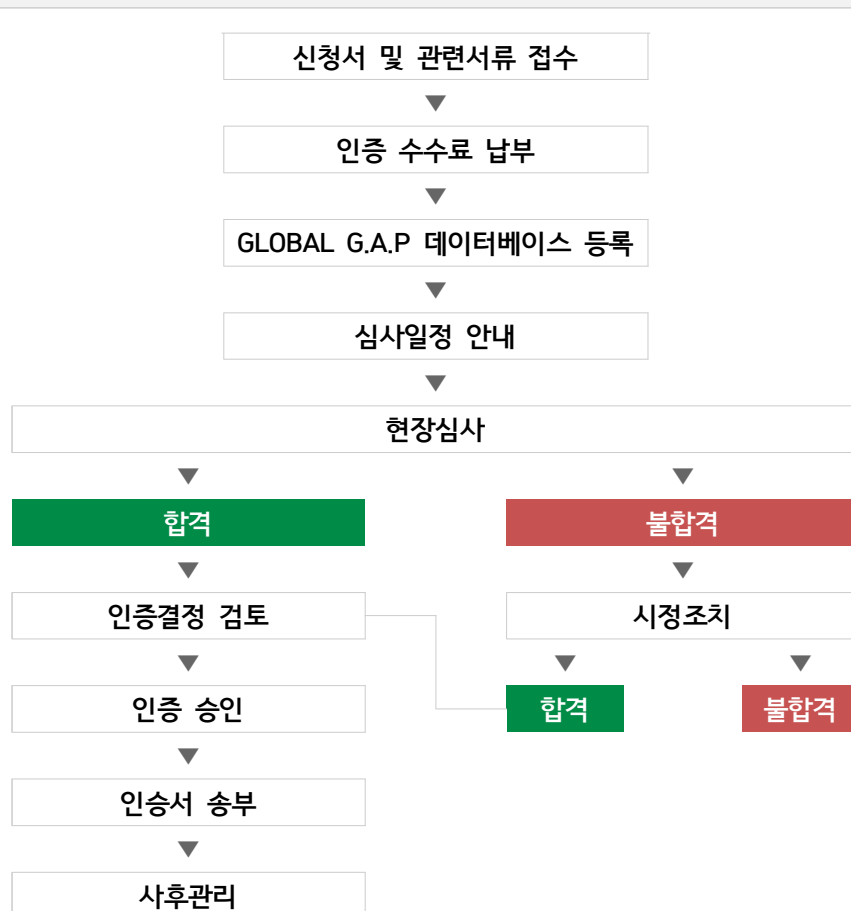 신청서 및 관련서류 접수
인증 수수료 납부
GLOBAL G.A.P 데이터베이스 등록
심사일정 안내
현장심사
합격
불합격
인증결정 검토
시정조치
인증 승인
합격
불합격
인승서 송부
사후관리